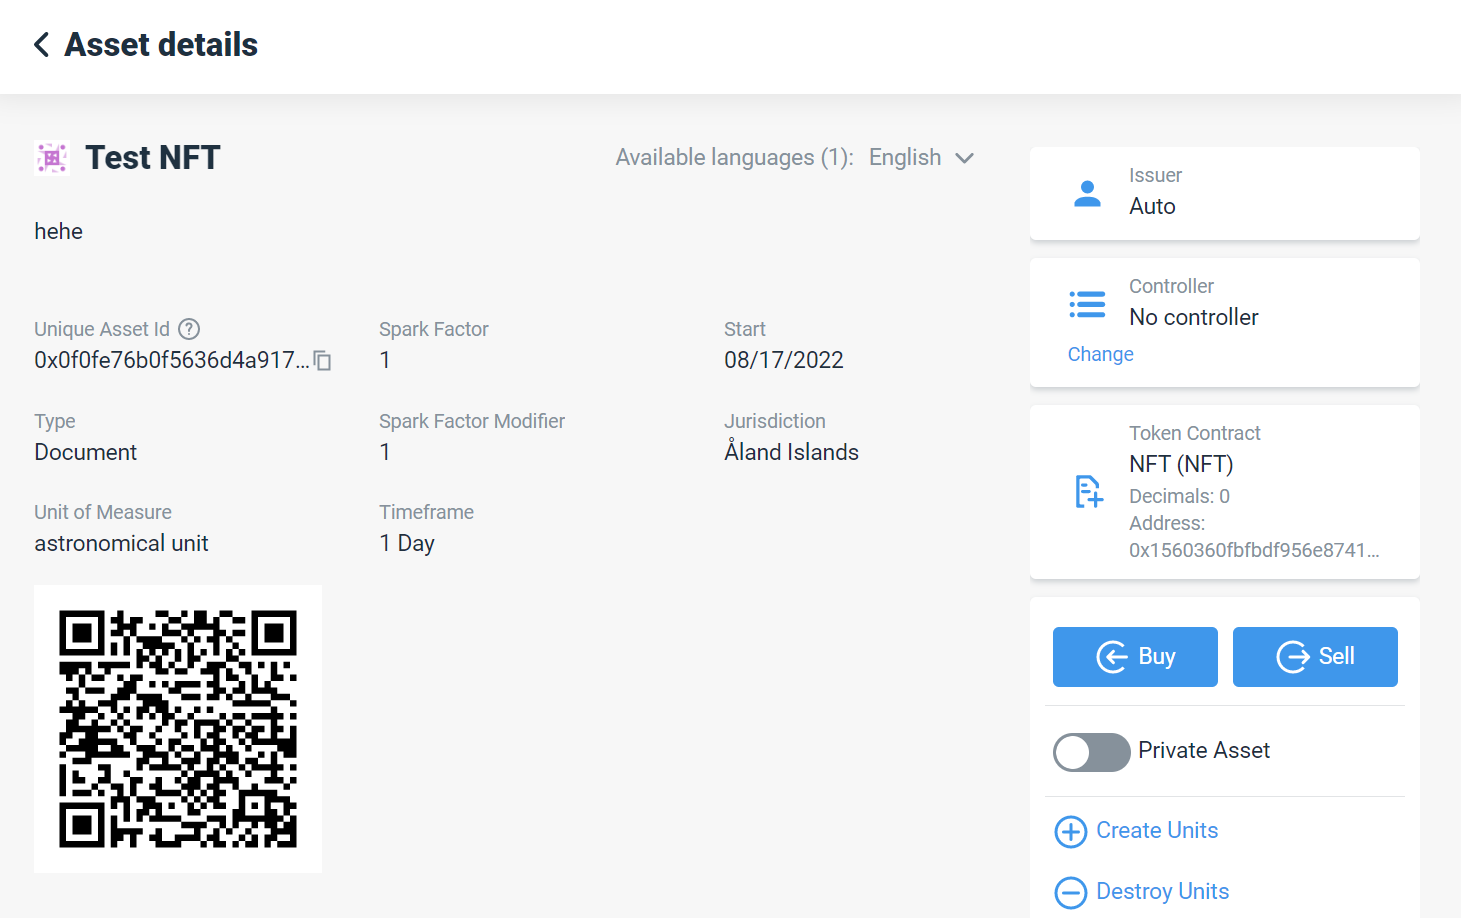 Asset details
Test NFT
Available languages (1): English
hehe
Unique Asset Id
0x0f0fe76b0f5636d4a917...
Spark Factor
1
Start
08/17/2022
Type
Document
Spark Factor Modifier
1
Jurisdiction
Åland Islands
Unit of Measure
astronomical unit
Timeframe
1 Day
Issuer
Auto
Controller
No controller
Change
Token Contract
NFT (NFT)
Decimals: 0
Address:
0x1560360fbfbdf956e8741...
Buy
Sell
Private Asset
Create Units
Destroy Units